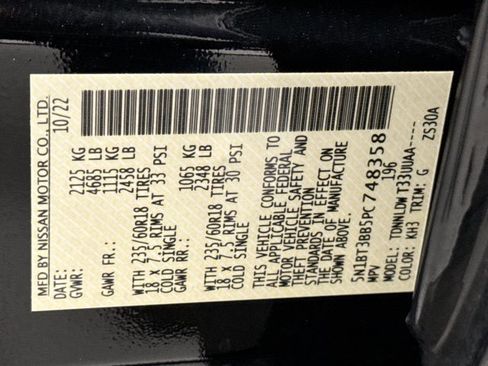 MFD BY NISSAN MOTOR CO., LTD.
DATE: 10/22
GVWR: 2125 KG
4685 LB
GAWR FR.: 1115 KG
2458 LB
WITH 235/60R18 TIRES
18 X 7.5 RIMS AT 33 PSI
COLD SINGLE
GAWR RR.: 1065 KG
2348 LB
WITH 235/60R18 TIRES
18 X 7.5 RIMS AT 30 PSI
COLD SINGLE
THIS VEHICLE CONFORMS TO
ALL APPLICABLE FEDERAL
MOTOR VEHICLE SAFETY AND
THEFT PREVENTION
STANDARDS IN EFFECT ON
THE DATE OF MANUFACTURE
SHOWN ABOVE.
5N1BT3BB5PC748358
MPV 196
MODEL: TDNNLDWT33UUAA----
COLOR: KH3 TRIM: G ZS30A